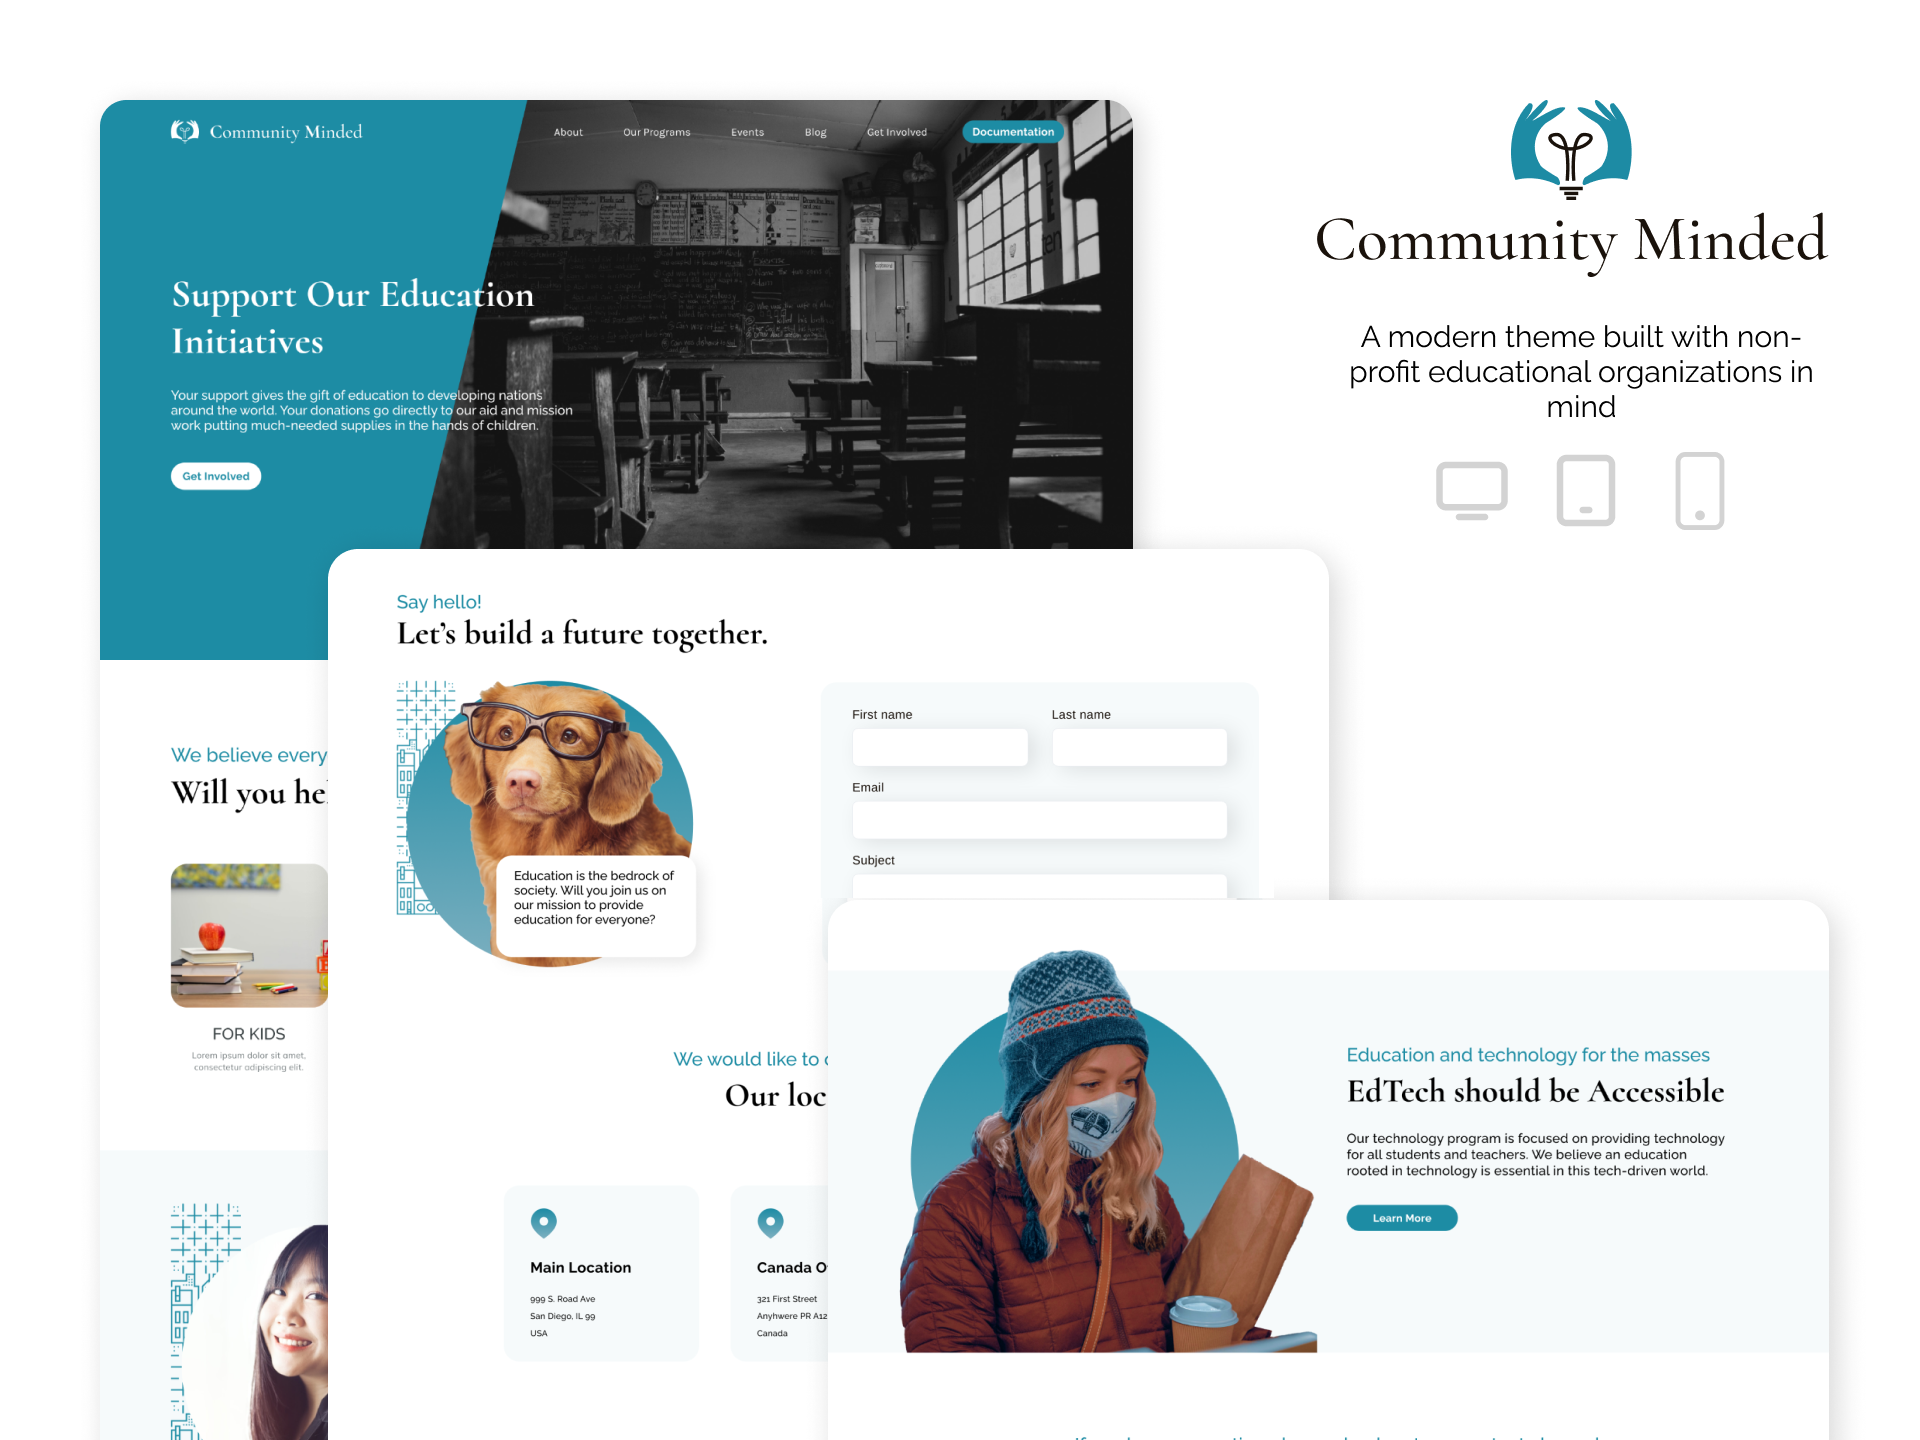 Community Minded
About
Our Programs
Events
Blog
Get Involved
Documentation
Support Our Education
Initiatives
Your support gives the gift of education to developing nations
around the world. Your donations go directly to our aid and mission
work putting much-needed supplies in the hands of children.
Get Involved
Community Minded
A modern theme built with non-
profit educational organizations in
mind
We believe every
Will you
FOR KIDS
Lorem ipsum dolor sit amet,
consectetur adipiscing elit.
Say hello!
Let's build a future together.
Education is the bedrock of
society. Will you join us on
our mission to provide
education for everyone?
First name
Last name
Email
Subject
We would like to
Our loc
Main Location
999 S. Road Ave
San Diego, IL 99
USA
Canada
321 First Street
Anyhwere PR A12
Canada
Education and technology for the masses
EdTech should be Accessible
Our technology program is focused on providing technology
for all students and teachers. We believe an education
rooted in technology is essential in this tech-driven world.
Learn More